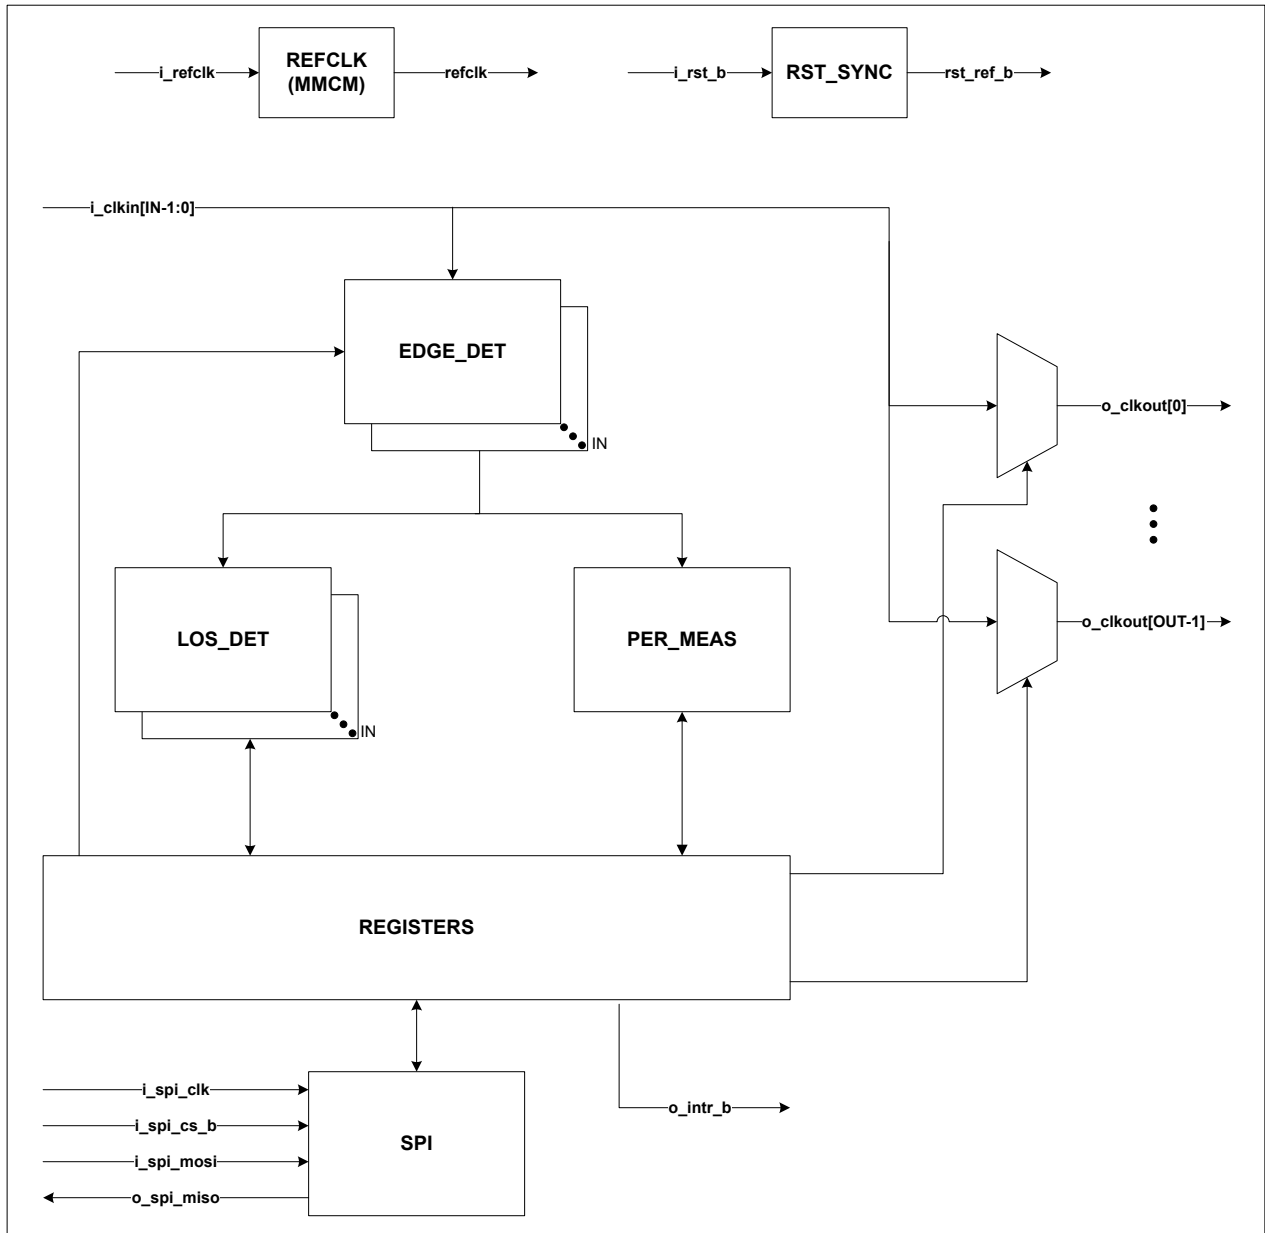 i_refclk
REFCLK
(MMCM)
refclk
i_rst_b
RST_SYNC
rst_ref_b
i_clkin[IN-1:0]
EDGE_DET
IN
o_clkout[0]
LOS_DET
IN
PER_MEAS
o_clkout[OUT-1]
REGISTERS
i_spi_clk
i_spi_cs_b
i_spi_mosi
o_spi_miso
SPI
o_intr_b